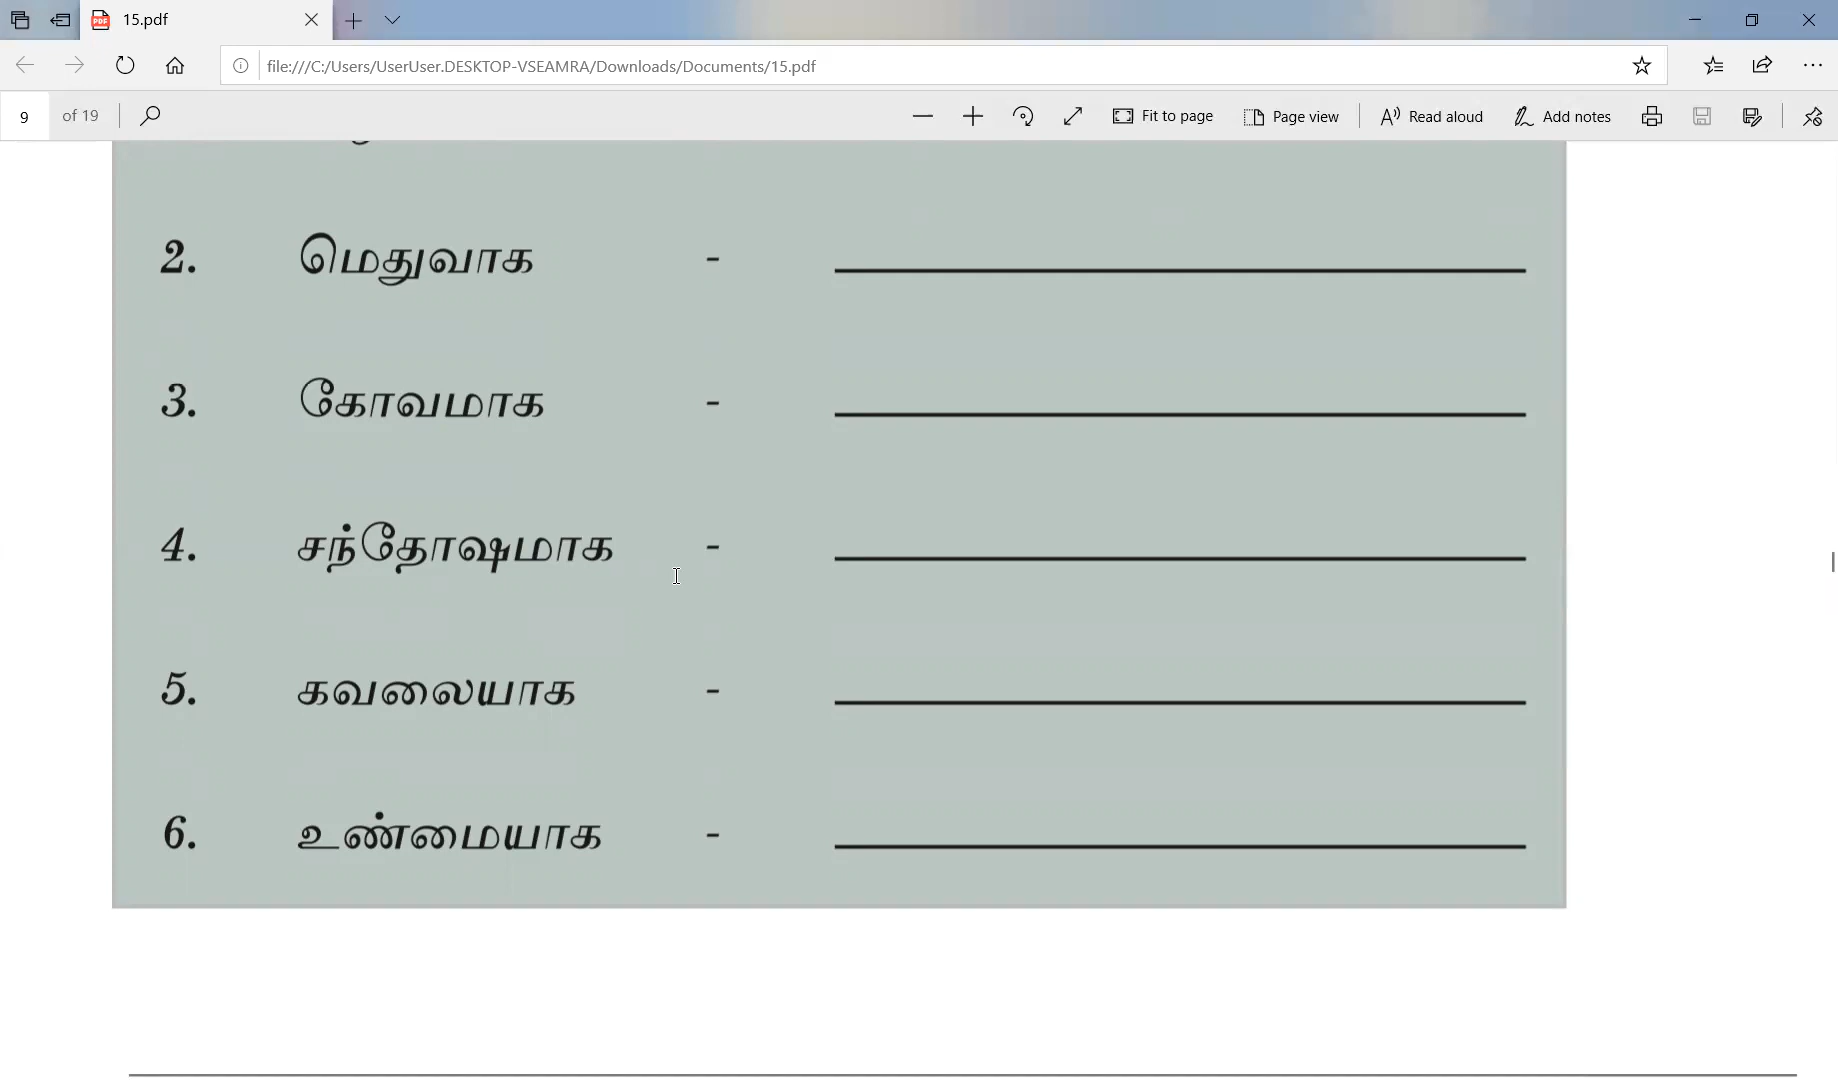 15.pdf
file:///C:/Users/UserUser.DESKTOP-VSEAMRA/Downloads/Documents/15.pdf
9 of 19 Fit to page Page view Read aloud Add notes
2. மெதுவாக -
3. கோவமாக -
4. சந்தோஷமாக -
5. கவலையாக -
6. உண்மையாக -